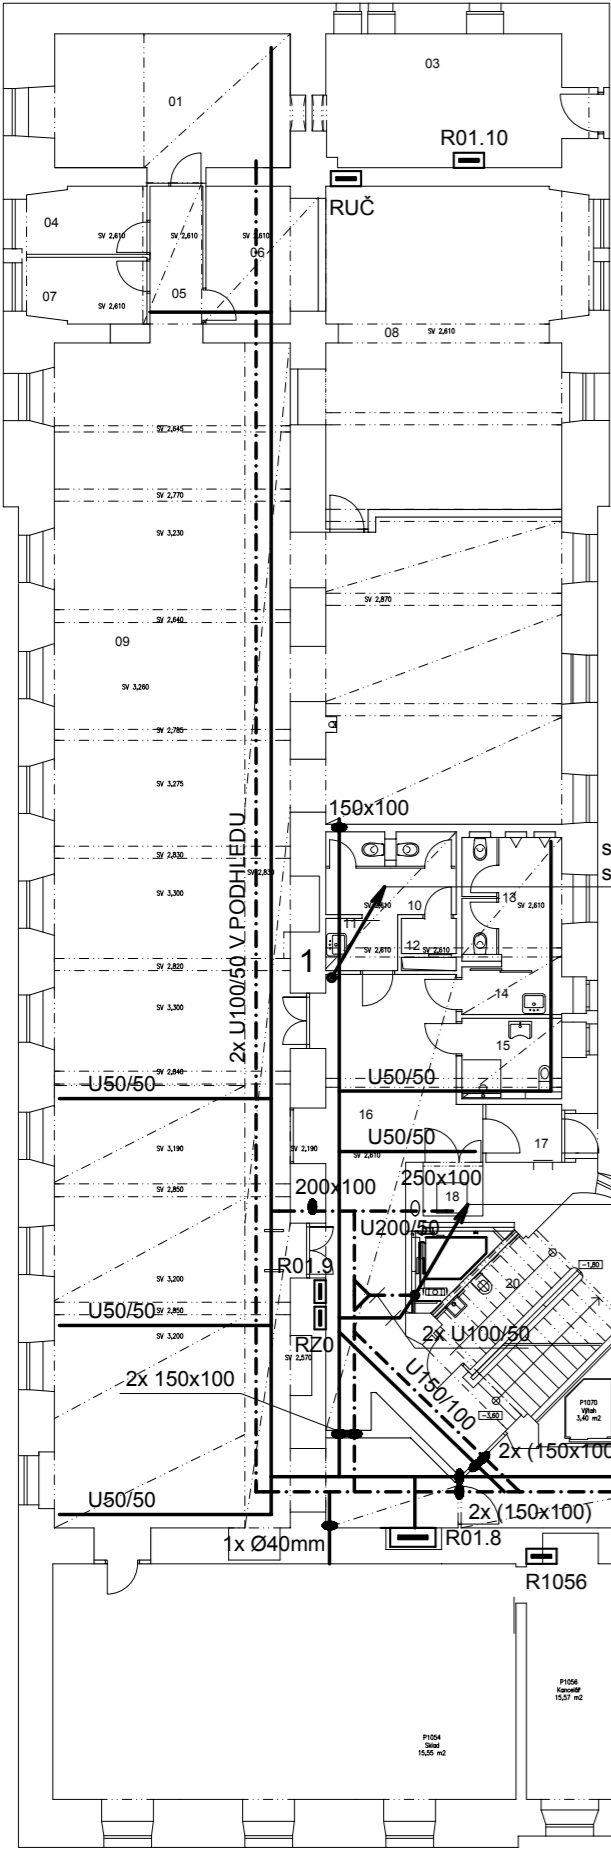 01
03
R01.10
RUČ
04
SV 2,610
SV 2,610
SV 2,610
06
07
SV 2,610
05
08
SV 2,610
SV 2,645
SV 2,770
SV 3,230
SV 2,870
SV 2,640
09
SV 3,260
SV 2,785
SV 3,275
150x100
2x U100/50 V PODHLEDU
SV 2,830
SV 2,830
SV 3,300
SV 2,610
10
13
SV 2,610
11
SV 2,610
12
SV 2,610
1
SV 2,820
14
SV 3,300
15
SV 2,840
U50/50
U50/50
16
U50/50
17
SV 3,190
SV 2,190
SV 2,610
SV 2,850
200x100
250x100
18
U200/50
R01.9
SV 3,200
-1,80
20
U50/50
SV 2,850
SV 3,200
RZ0
SV 2,570
2x U100/50
2x 150x100
U150/100
P1070
Výtah
3,40 m2
-3,60
2x (150x100
U50/50
2x (150x100)
1x Ø40mm
R01.8
R1056
P1056
Kancelář
15,57 m2
P1054
Sklad
15,55 m2